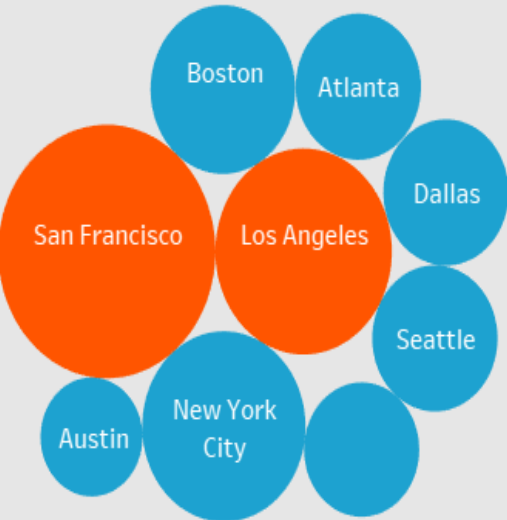 Boston
Atlanta
Dallas
San Francisco
Los Angeles
Seattle
New York
City
Austin